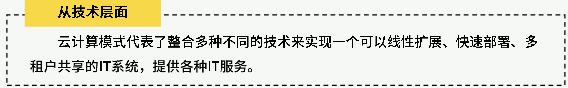 从技术层面
云计算模式代表了整合多种不同的技术来实现一个可以线性扩展、快速部署、多
租户共享的IT系统，提供各种IT服务。